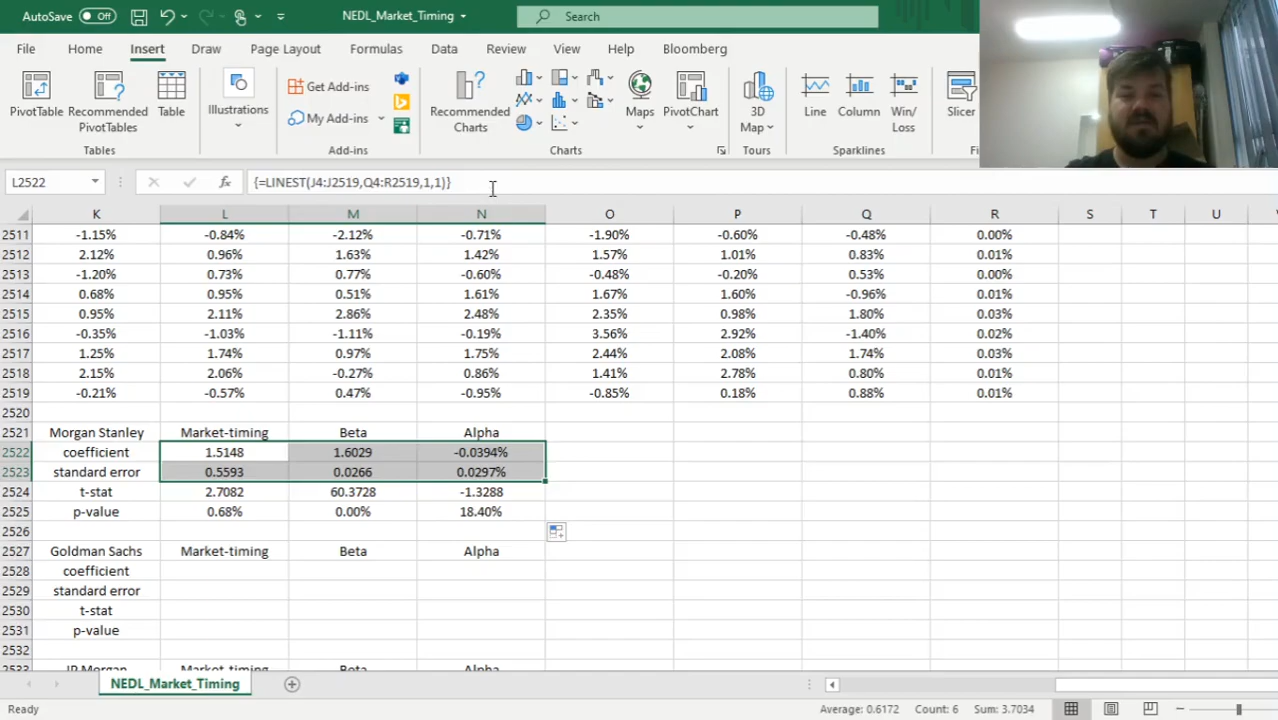 AutoSave Off NEDL_Market_Timing Search
File Home Insert Draw Page Layout Formulas Data Review View Help Bloomberg
PivotTable Recommended PivotTables Table Illustrations Get Add-ins My Add-ins Recommended Charts Maps PivotChart 3D Map Line Column Win/Loss Slicer
Tables Add-ins Charts Tours Sparklines
L2522 fx {=LINEST(J4:J2519,Q4:R2519,1,1)}
K L M N O P Q R S T U
2511 -1.15% -0.84% -2.12% -0.71% -1.90% -0.60% -0.48% 0.00%
2512 2.12% 0.96% 1.63% 1.42% 1.57% 1.01% 0.83% 0.01%
2513 -1.20% 0.73% 0.77% -0.60% -0.48% -0.20% 0.53% 0.00%
2514 0.68% 0.95% 0.51% 1.61% 1.67% 1.60% -0.96% 0.01%
2515 0.95% 2.11% 2.86% 2.48% 2.35% 0.98% 1.80% 0.03%
2516 -0.35% -1.03% -1.11% -0.19% 3.56% 2.92% -1.40% 0.02%
2517 1.25% 1.74% 0.97% 1.75% 2.44% 2.08% 1.74% 0.03%
2518 2.15% 2.06% -0.27% 0.86% 1.41% 2.78% 0.80% 0.01%
2519 -0.21% -0.57% 0.47% -0.95% -0.85% 0.18% 0.88% 0.01%
2520
2521 Morgan Stanley Market-timing Beta Alpha
2522 coefficient 1.5148 1.6029 -0.0394%
2523 standard error 0.5593 0.0266 0.0297%
2524 t-stat 2.7082 60.3728 -1.3288
2525 p-value 0.68% 0.00% 18.40%
2526
2527 Goldman Sachs Market-timing Beta Alpha
2528 coefficient
2529 standard error
2530 t-stat
2531 p-value
2532
2533 JP Morgan Market-timing Beta Alpha
NEDL_Market_Timing
Ready Average: 0.6172 Count: 6 Sum: 3.7034